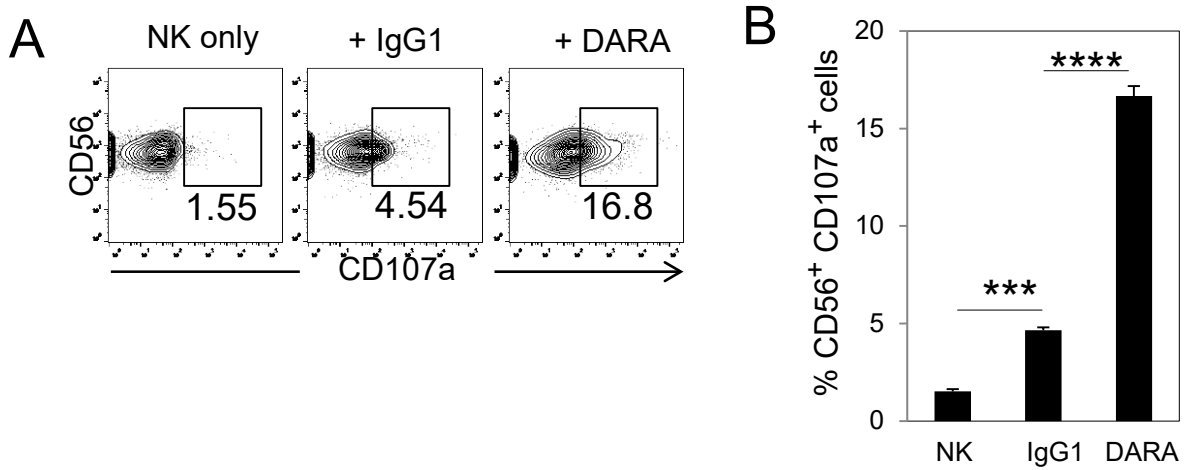 A
NK only
+ IgG1
+ DARA
CD56
1.55
4.54
16.8
CD107a
B
% CD56+ CD107a+ cells
20
15
10
5
0
****
***
NK
IgG1
DARA